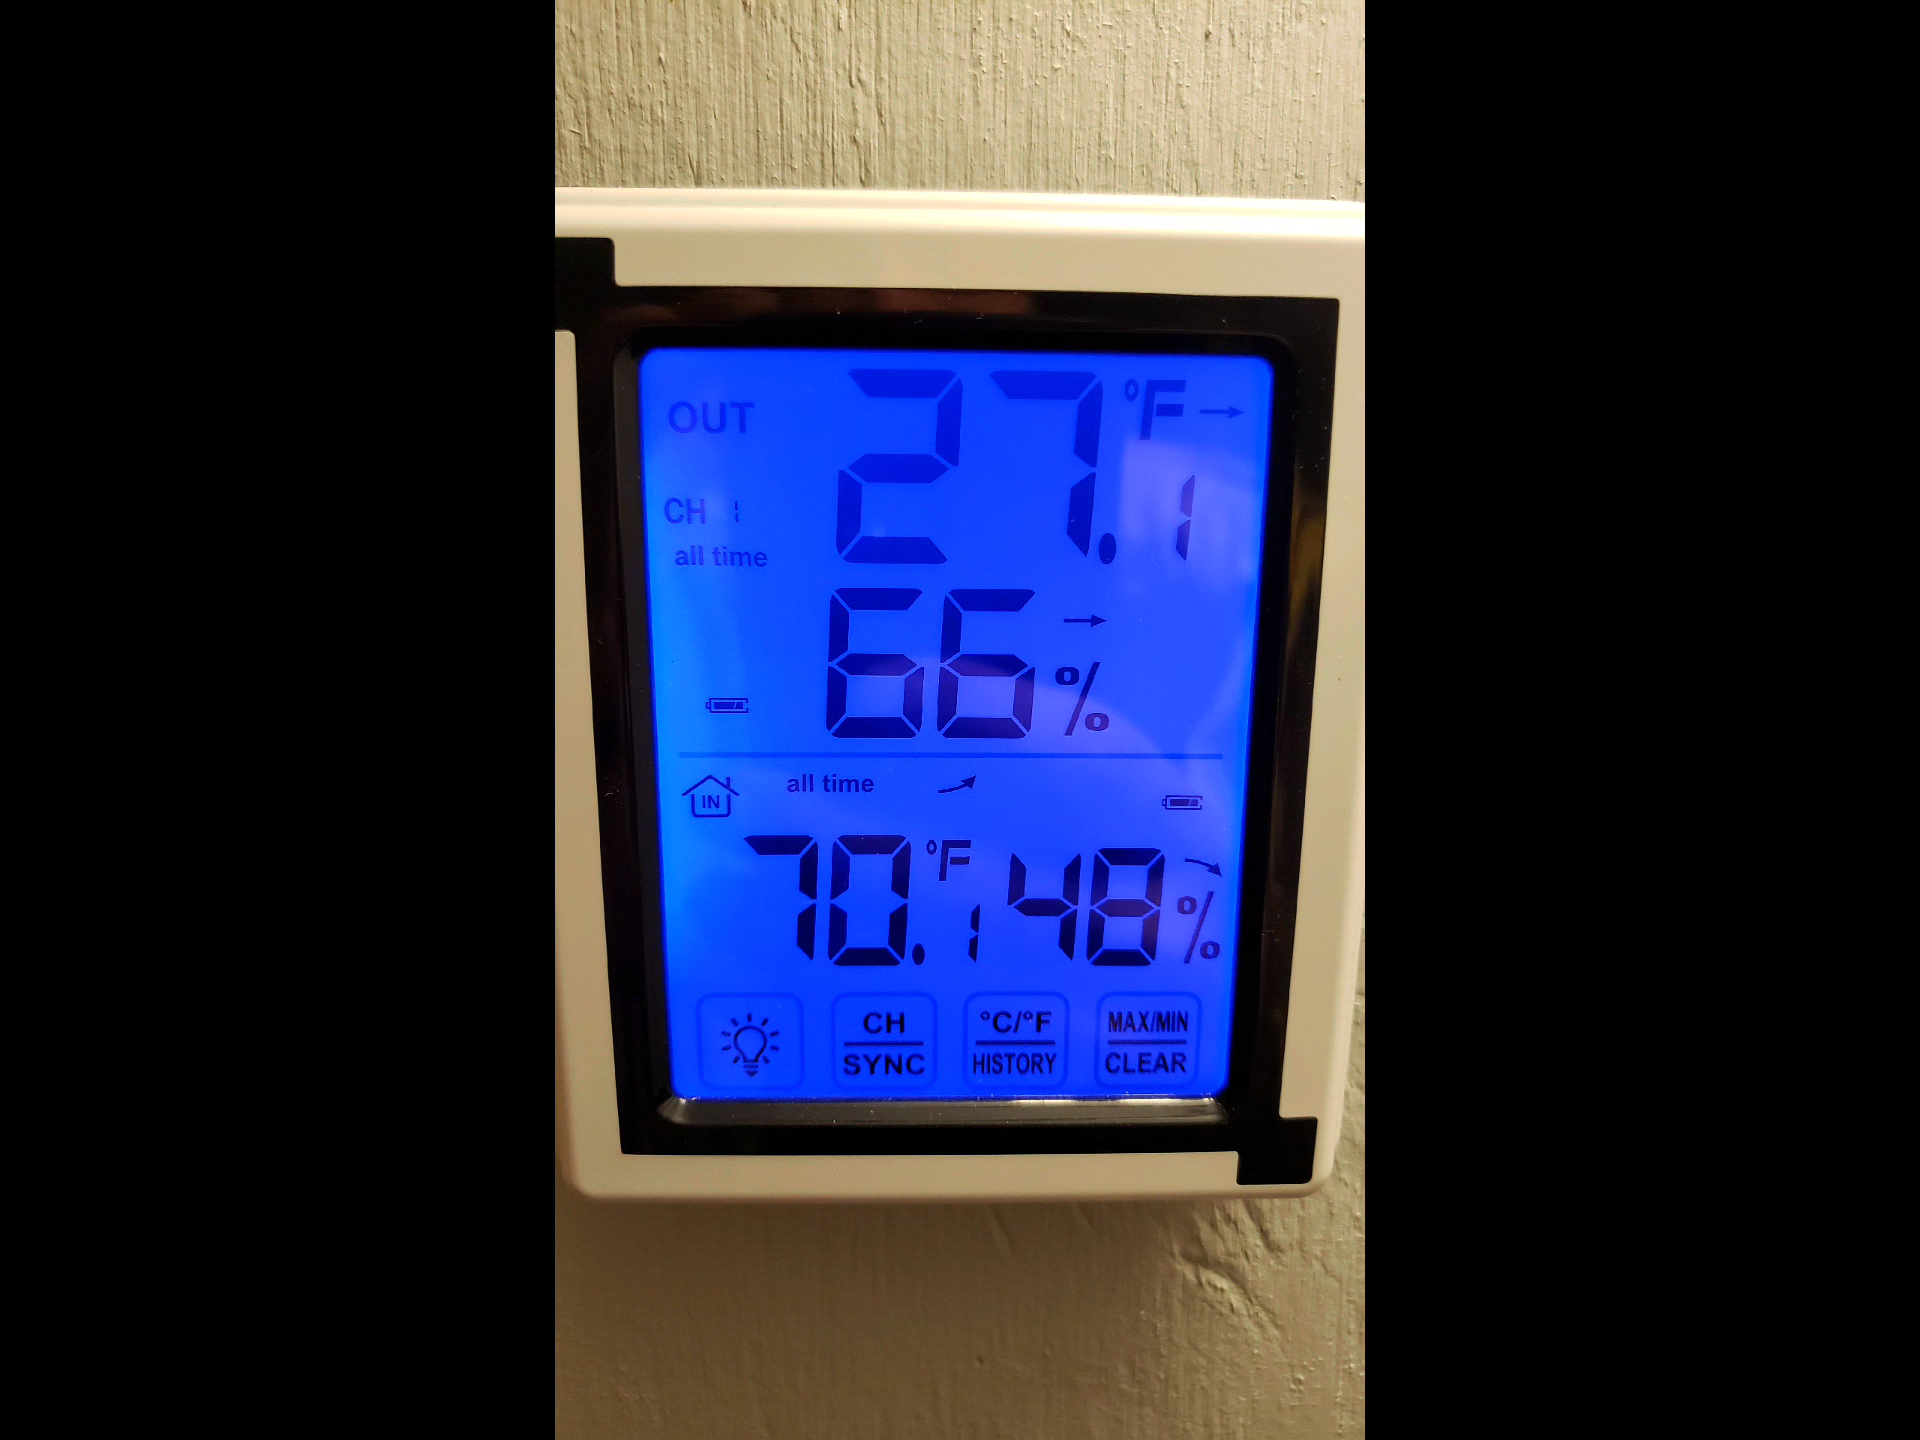 OUT 27.1 °F →
CH 1
all time
66 % →
IN all time
70.1 °F 48 %
CH °C/°F MAX/MIN
SYNC HISTORY CLEAR